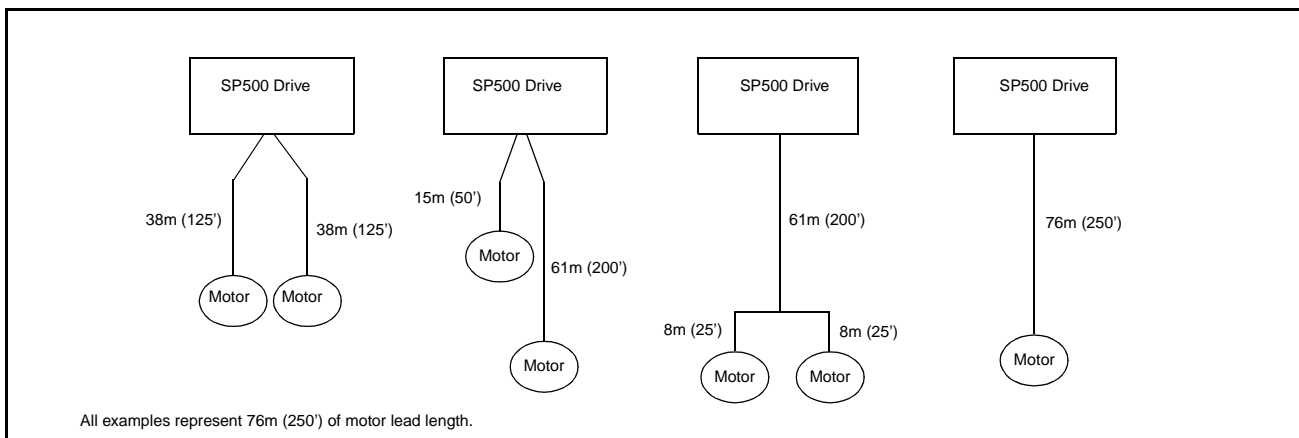 SP500 Drive
SP500 Drive
SP500 Drive
SP500 Drive
38m (125’)
38m (125’)
Motor
Motor
15m (50’)
Motor
61m (200’)
Motor
61m (200’)
8m (25’)
8m (25’)
Motor
Motor
76m (250’)
Motor
All examples represent 76m (250’) of motor lead length.